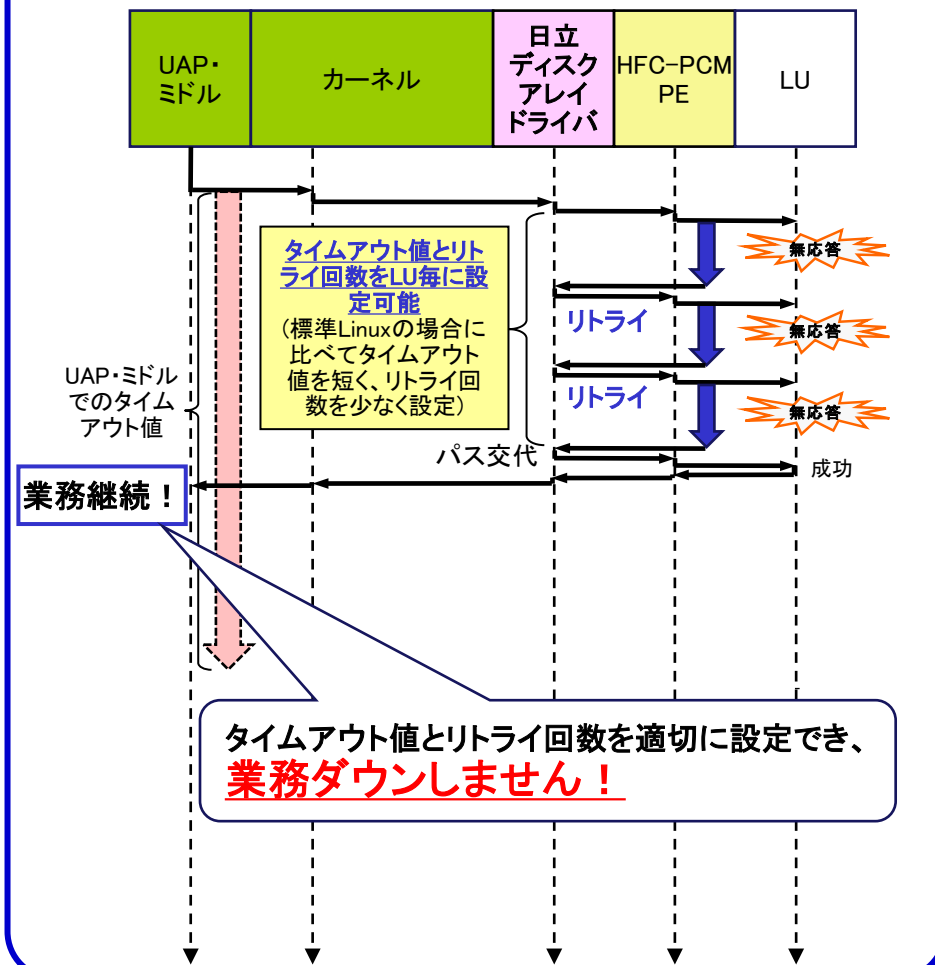 UAP・
ミドル
カーネル
日立
ディスク
アレイ
ドライバ
HFC-PCM
PE
LU
タイムアウト値とリト
ライ回数をLU毎に設
定可能
(標準Linuxの場合に
比べてタイムアウト
値を短く、リトライ回
数を少なく設定)
無応答
リトライ
無応答
リトライ
無応答
UAP・ミドル
でのタイム
アウト値
パス交代
成功
業務継続！
タイムアウト値とリトライ回数を適切に設定でき、
業務ダウンしません！